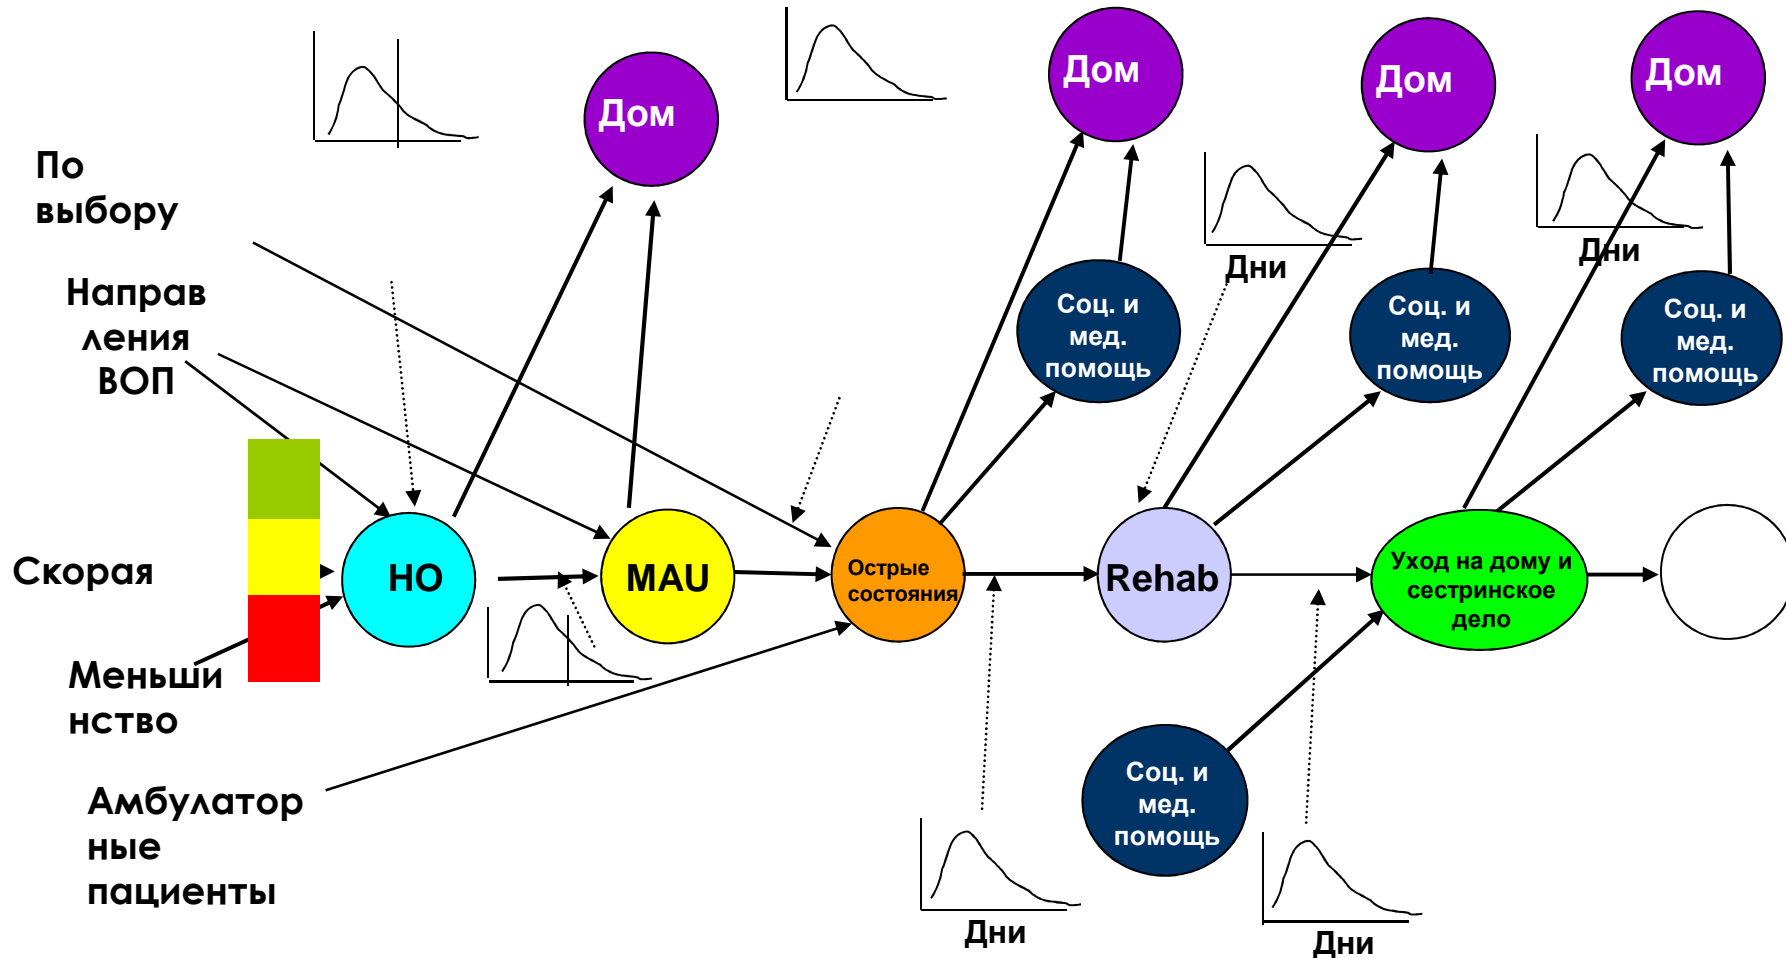 Дом
Дом
Дом
Дом
По
выбору
Дни
Дни
Направ
ления
ВОП
Соц. и
мед.
помощь
Соц. и
мед.
помощь
Соц. и
мед.
помощь
Скорая
НО
MAU
Острые
состояния
Rehab
Уход на дому и
сестринское
дело
Меньши
нство
Амбулатор
ные
пациенты
Соц. и
мед.
помощь
Дни
Дни